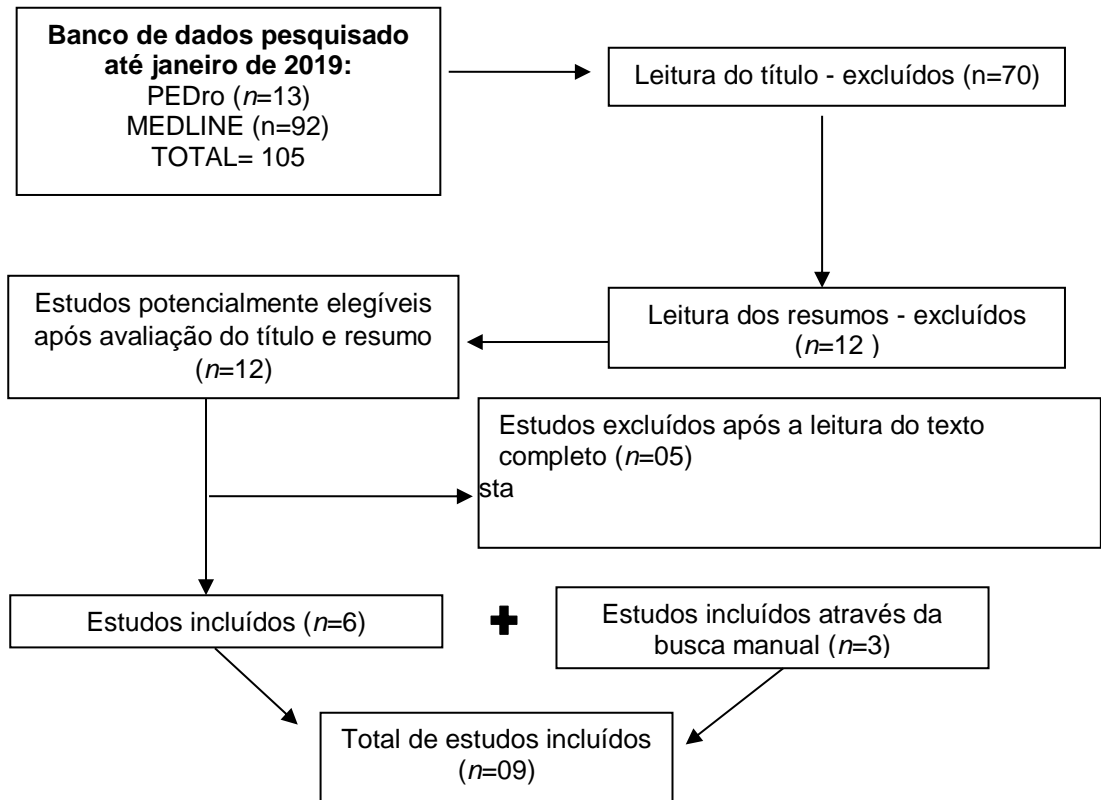 Banco de dados pesquisado
até janeiro de 2019:
PEDro (n=13)
MEDLINE (n=92)
TOTAL= 105
Leitura do título - excluídos (n=70)
Leitura dos resumos - excluídos
(n=12 )
Estudos potencialmente elegíveis
após avaliação do título e resumo
(n=12)
Estudos excluídos após a leitura do texto
completo (n=05)
sta
Estudos incluídos (n=6)
Estudos incluídos através da
busca manual (n=3)
Total de estudos incluídos
(n=09)